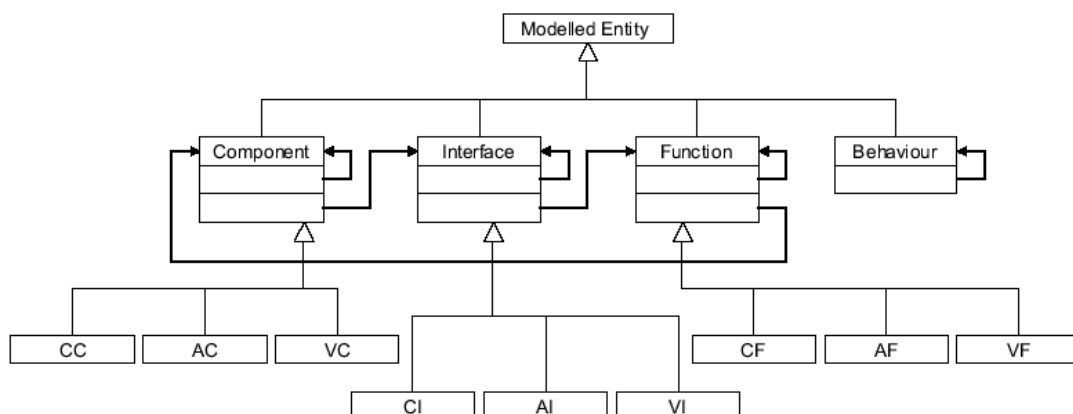 Modelled Entity
Component Interface Function Behaviour
CC AC VC CF AF VF
CI AI VI